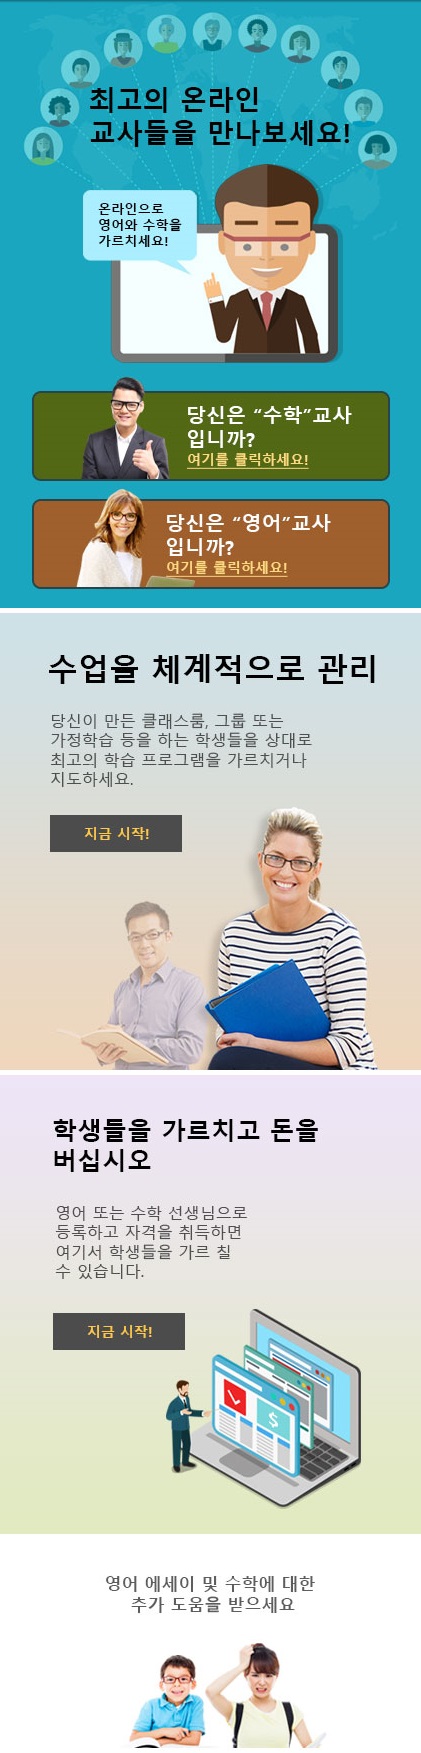 최고의 온라인
교사들을 만나보세요!
온라인으로
영어와 수학을
가르치세요!
당신은 “수학”교사
입니까?
여기를 클릭하세요!
당신은 “영어”교사
입니까?
여기를 클릭하세요!
수업을 체계적으로 관리
당신이 만든 클래스룸, 그룹 또는
가정학습 등을 하는 학생들을 상대로
최고의 학습 프로그램을 가르치거나
지도하세요.
지금 시작!
학생들을 가르치고 돈을
버십시오
영어 또는 수학 선생님으로
등록하고 자격을 취득하면
여기서 학생들을 가르 칠
수 있습니다.
지금 시작!
$
영어 에세이 및 수학에 대한
추가 도움을 받으세요